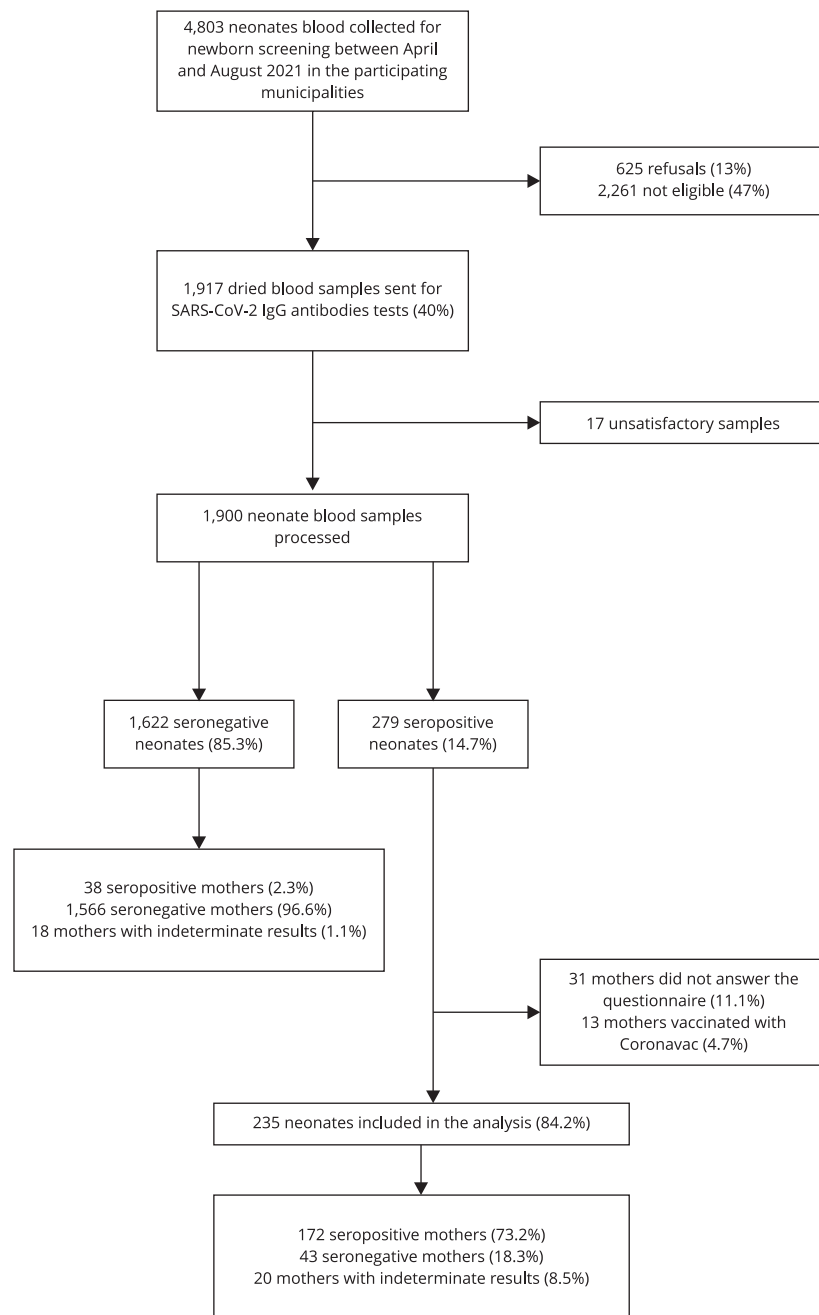 4,803 neonates blood collected for
newborn screening between April
and August 2021 in the participating
municipalities
625 refusals (13%)
2,261 not eligible (47%)
1,917 dried blood samples sent for
SARS-CoV-2 IgG antibodies tests (40%)
17 unsatisfactory samples
1,900 neonate blood samples
processed
1,622 seronegative
neonates (85.3%)
279 seropositive
neonates (14.7%)
38 seropositive mothers (2.3%)
1,566 seronegative mothers (96.6%)
18 mothers with indeterminate results (1.1%)
31 mothers did not answer the
questionnaire (11.1%)
13 mothers vaccinated with
Coronavac (4.7%)
235 neonates included in the analysis (84.2%)
172 seropositive mothers (73.2%)
43 seronegative mothers (18.3%)
20 mothers with indeterminate results (8.5%)